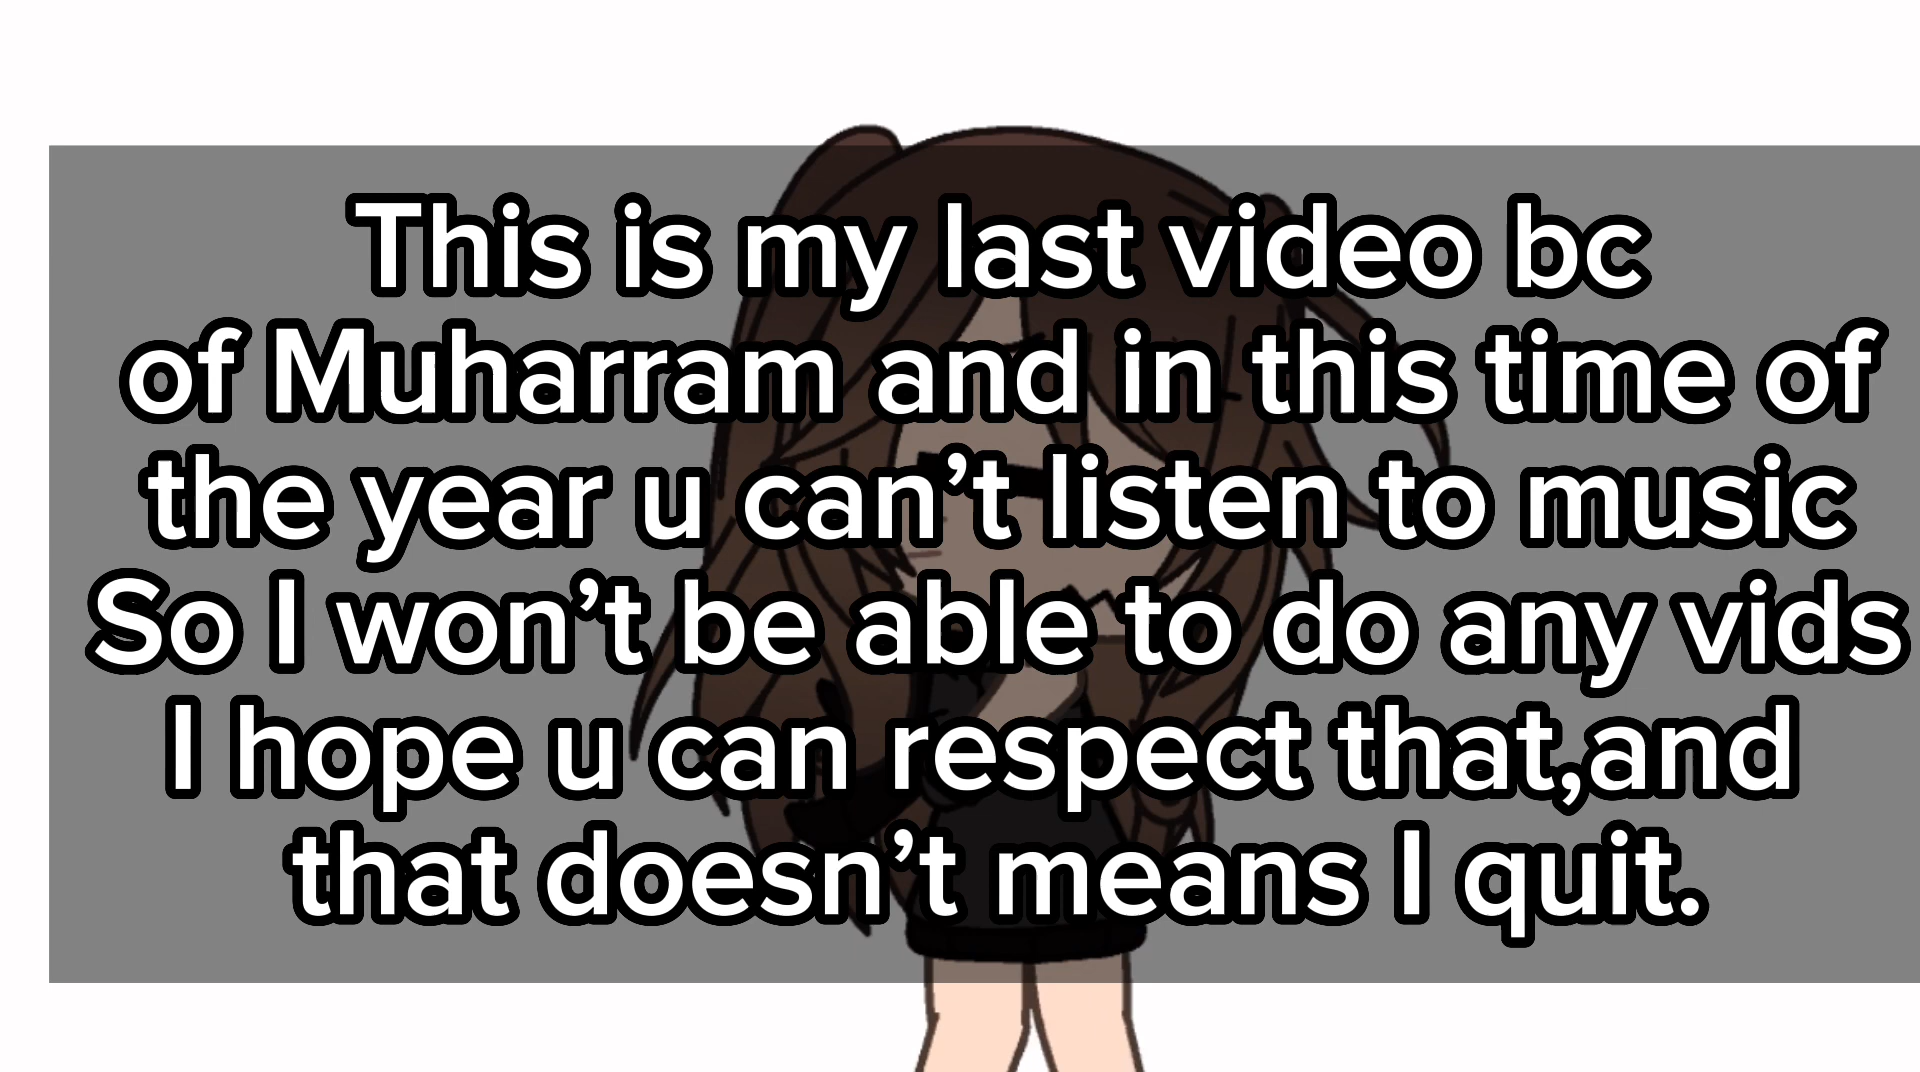 This is my last video bc
of Muharram and in this time of
the year u can’t listen to music
So I won’t be able to do any vids
I hope u can respect that,and
that doesn’t means I quit.